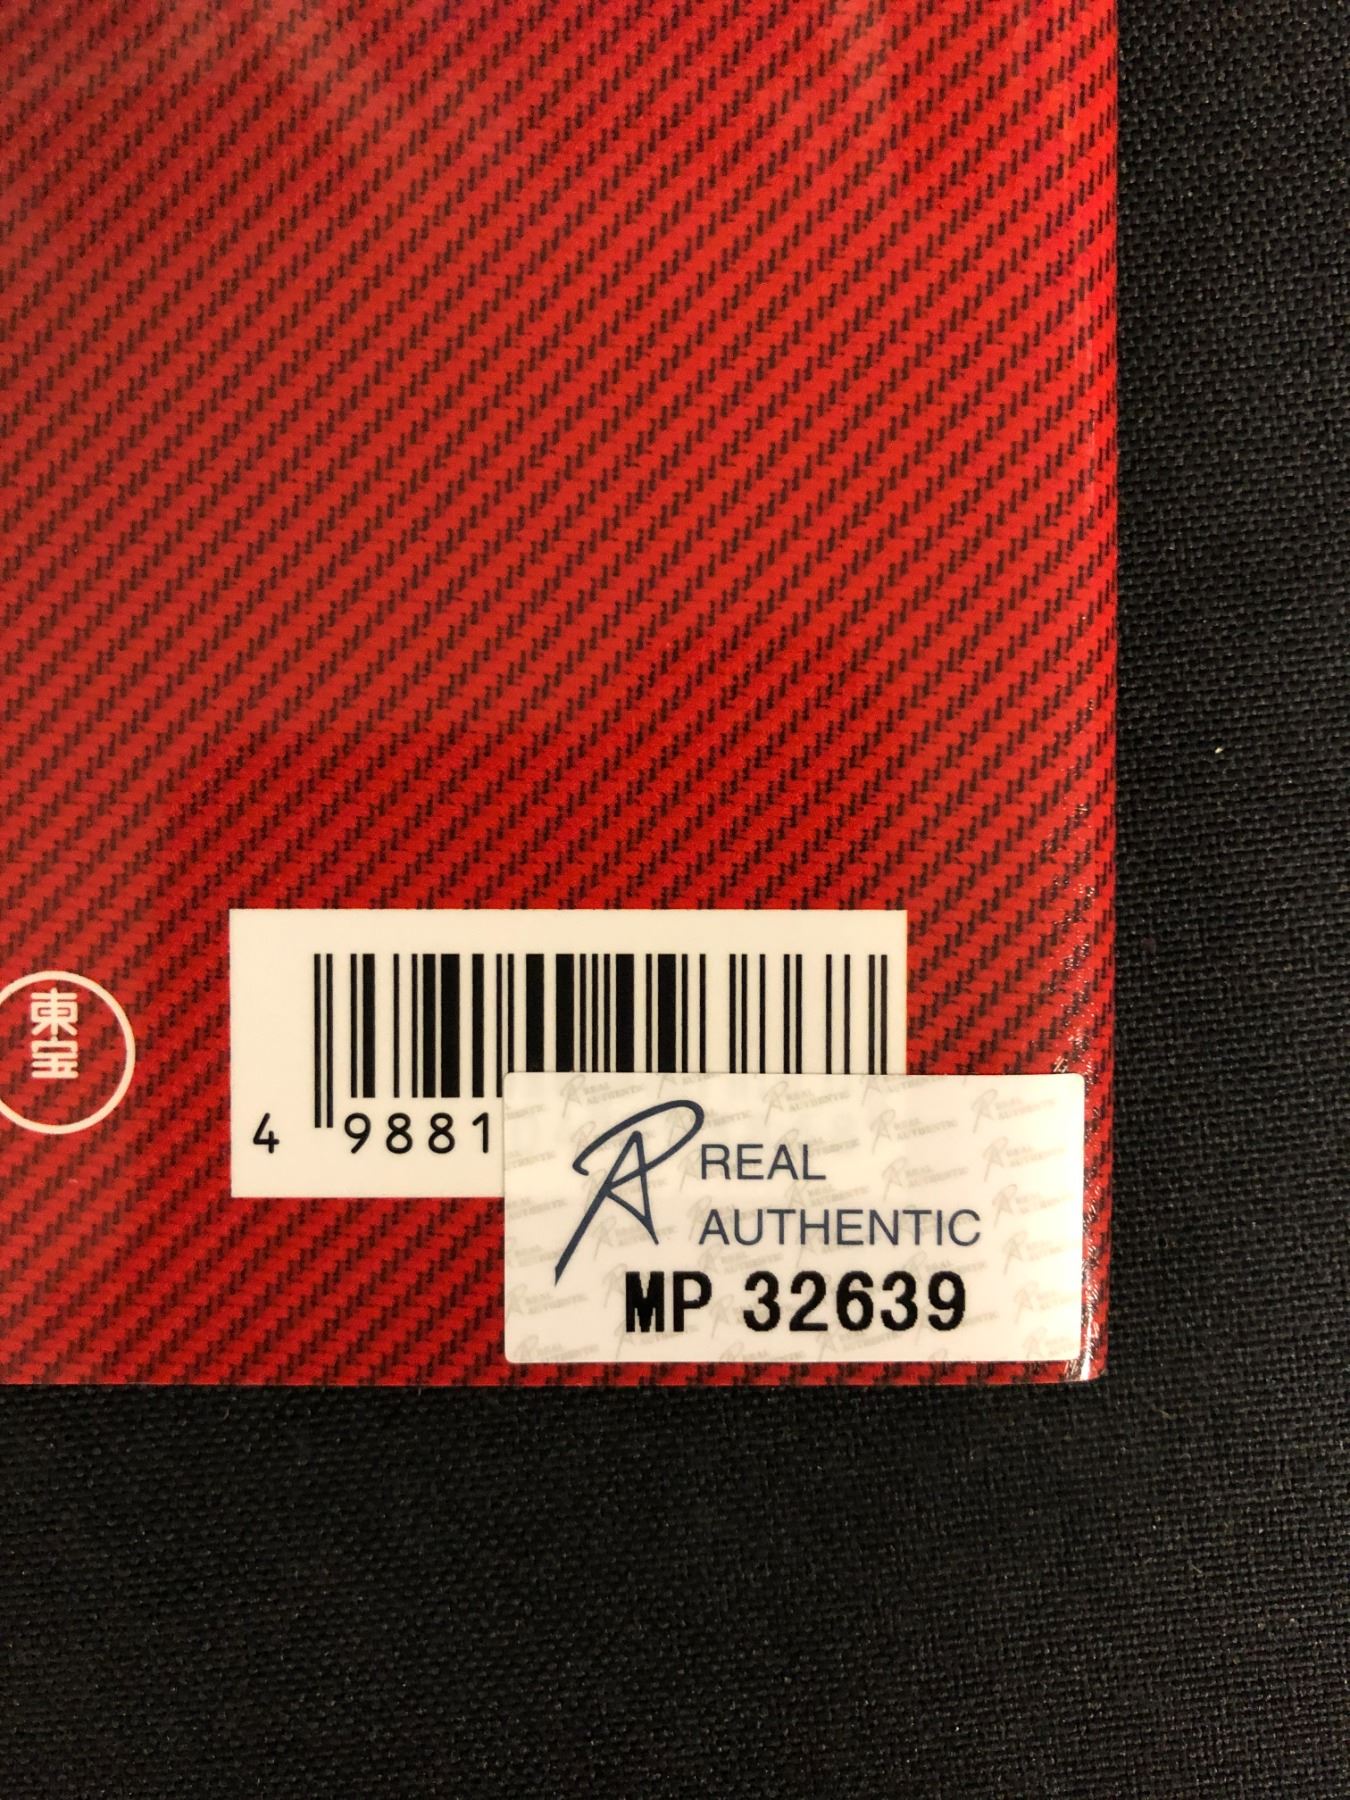 東宝
4 9881
REAL
AUTHENTIC
MP 32639